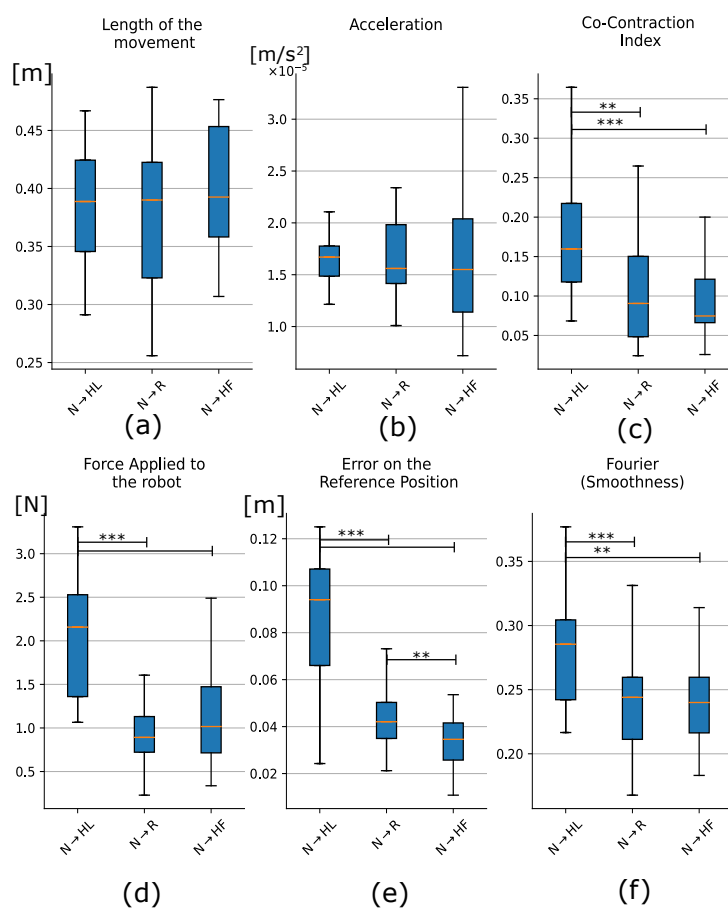 Length of the
movement
Acceleration
Co-Contraction
Index
[m]
[m/s²]
×10⁻⁵
0.45
0.40
0.35
0.30
0.25
3.0
2.5
2.0
1.5
1.0
0.35
0.30
0.25
0.20
0.15
0.10
0.05
**
***
N→HL
N→R
N→HF
N→HL
N→R
N→HF
N→HL
N→R
N→HF
(a)
(b)
(c)
Force Applied to
the robot
Error on the
Reference Position
Fourier
(Smoothness)
[N]
[m]
3.0
2.5
2.0
1.5
1.0
0.5
***
0.12
0.10
0.08
0.06
0.04
0.02
***
**
0.35
0.30
0.25
0.20
***
**
N→HL
N→R
N→HF
N→HL
N→R
N→HF
N→HL
N→R
N→HF
(d)
(e)
(f)